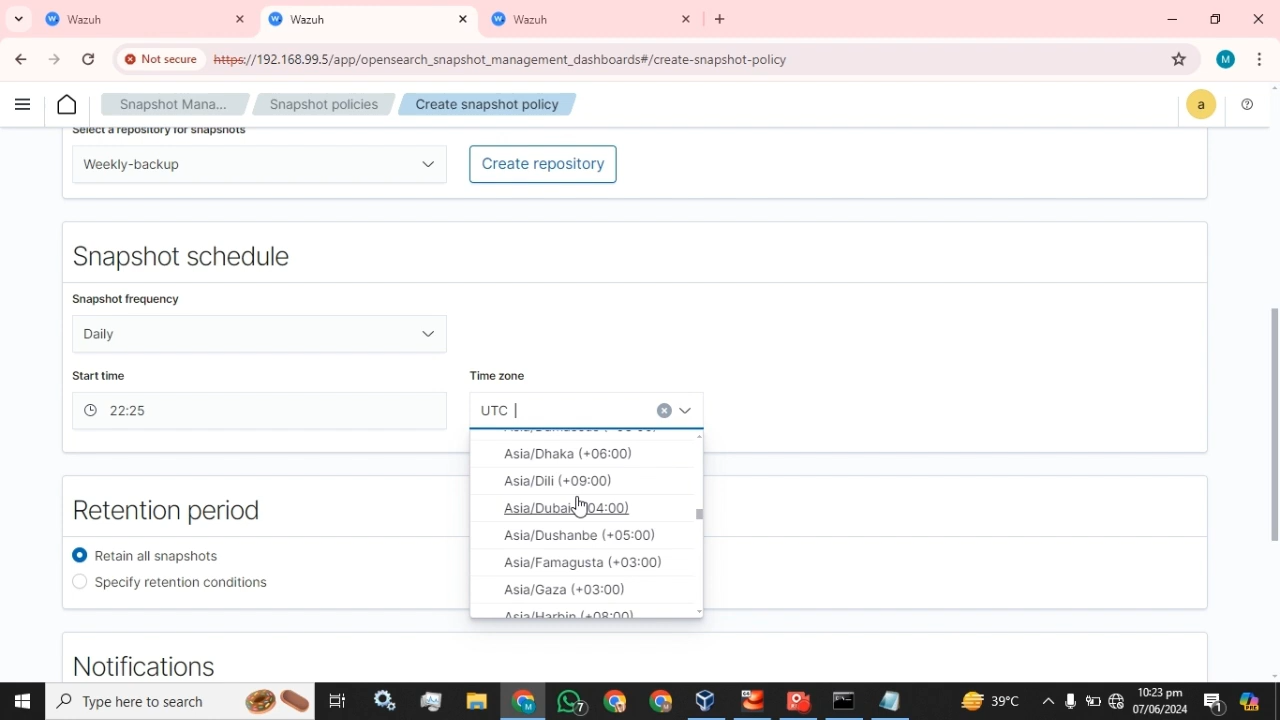 Wazuh
Wazuh
Wazuh
Not secure
https://192.168.99.5/app/opensearch_snapshot_management_dashboards#/create-snapshot-policy
M
Snapshot Mana...
Snapshot policies
Create snapshot policy
a
Select a repository for snapshots
Weekly-backup
Create repository
Snapshot schedule
Snapshot frequency
Daily
Start time
Time zone
22:25
UTC
Asia/Dhaka (+06:00)
Asia/Dili (+09:00)
Asia/Dubai 04:00)
Asia/Dushanbe (+05:00)
Asia/Famagusta (+03:00)
Asia/Gaza (+03:00)
Asia/Harbin (+08:00)
Retention period
Retain all snapshots
Specify retention conditions
Notifications
Type here to search
7
39°C
10:23 pm
07/06/2024
1